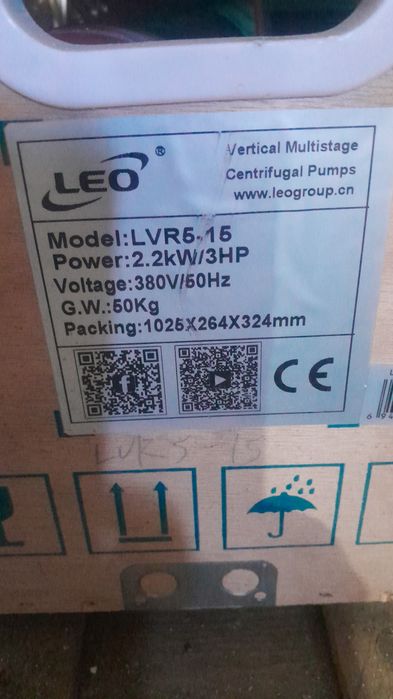 LEO®
Vertical Multistage
Centrifugal Pumps
www.leogroup.cn
Model:LVR5-15
Power:2.2kW/3HP
Voltage:380V/50Hz
G.W.:50Kg
Packing:1025X264X324mm
CE
LVR5-15